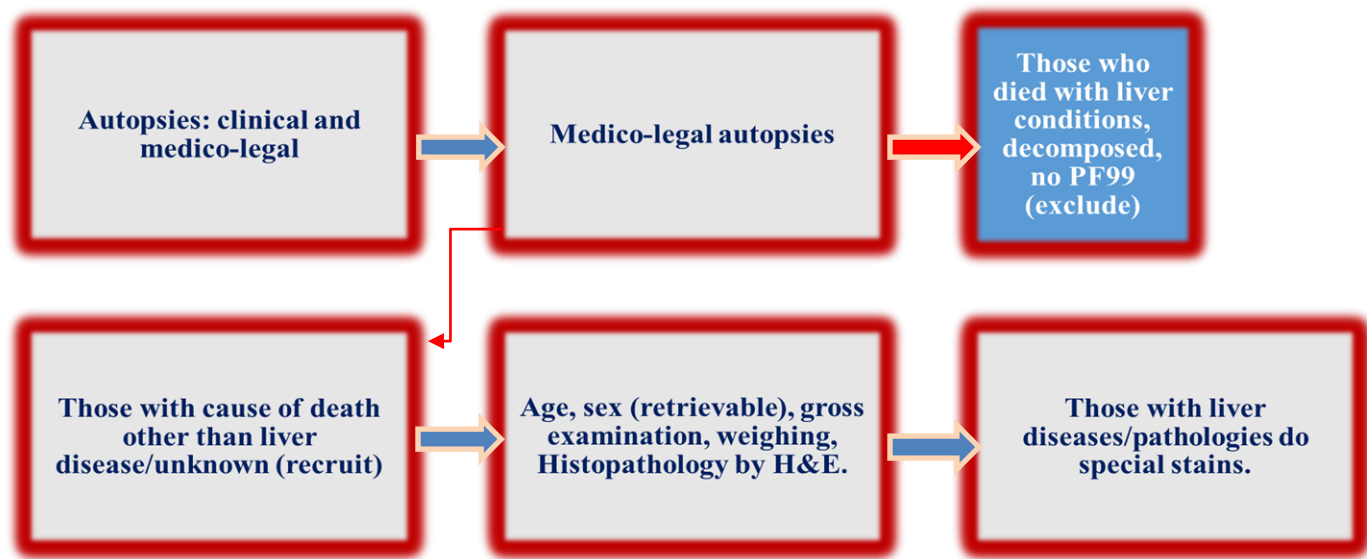 Autopsies: clinical and
medico-legal
Medico-legal autopsies
Those who
died with liver
conditions,
decomposed,
no PF99
(exclude)
Those with cause of death
other than liver
disease/unknown (recruit)
Age, sex (retrievable), gross
examination, weighing,
Histopathology by H&E.
Those with liver
diseases/pathologies do
special stains.